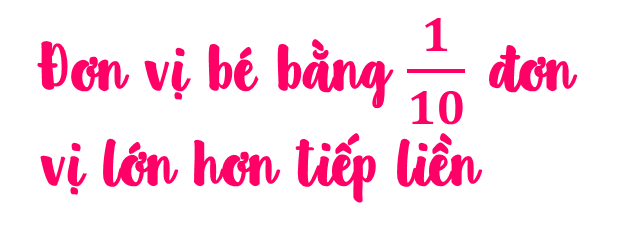 Đơn vị bé bằng 1/10 đơn
vị lớn hơn tiếp liền